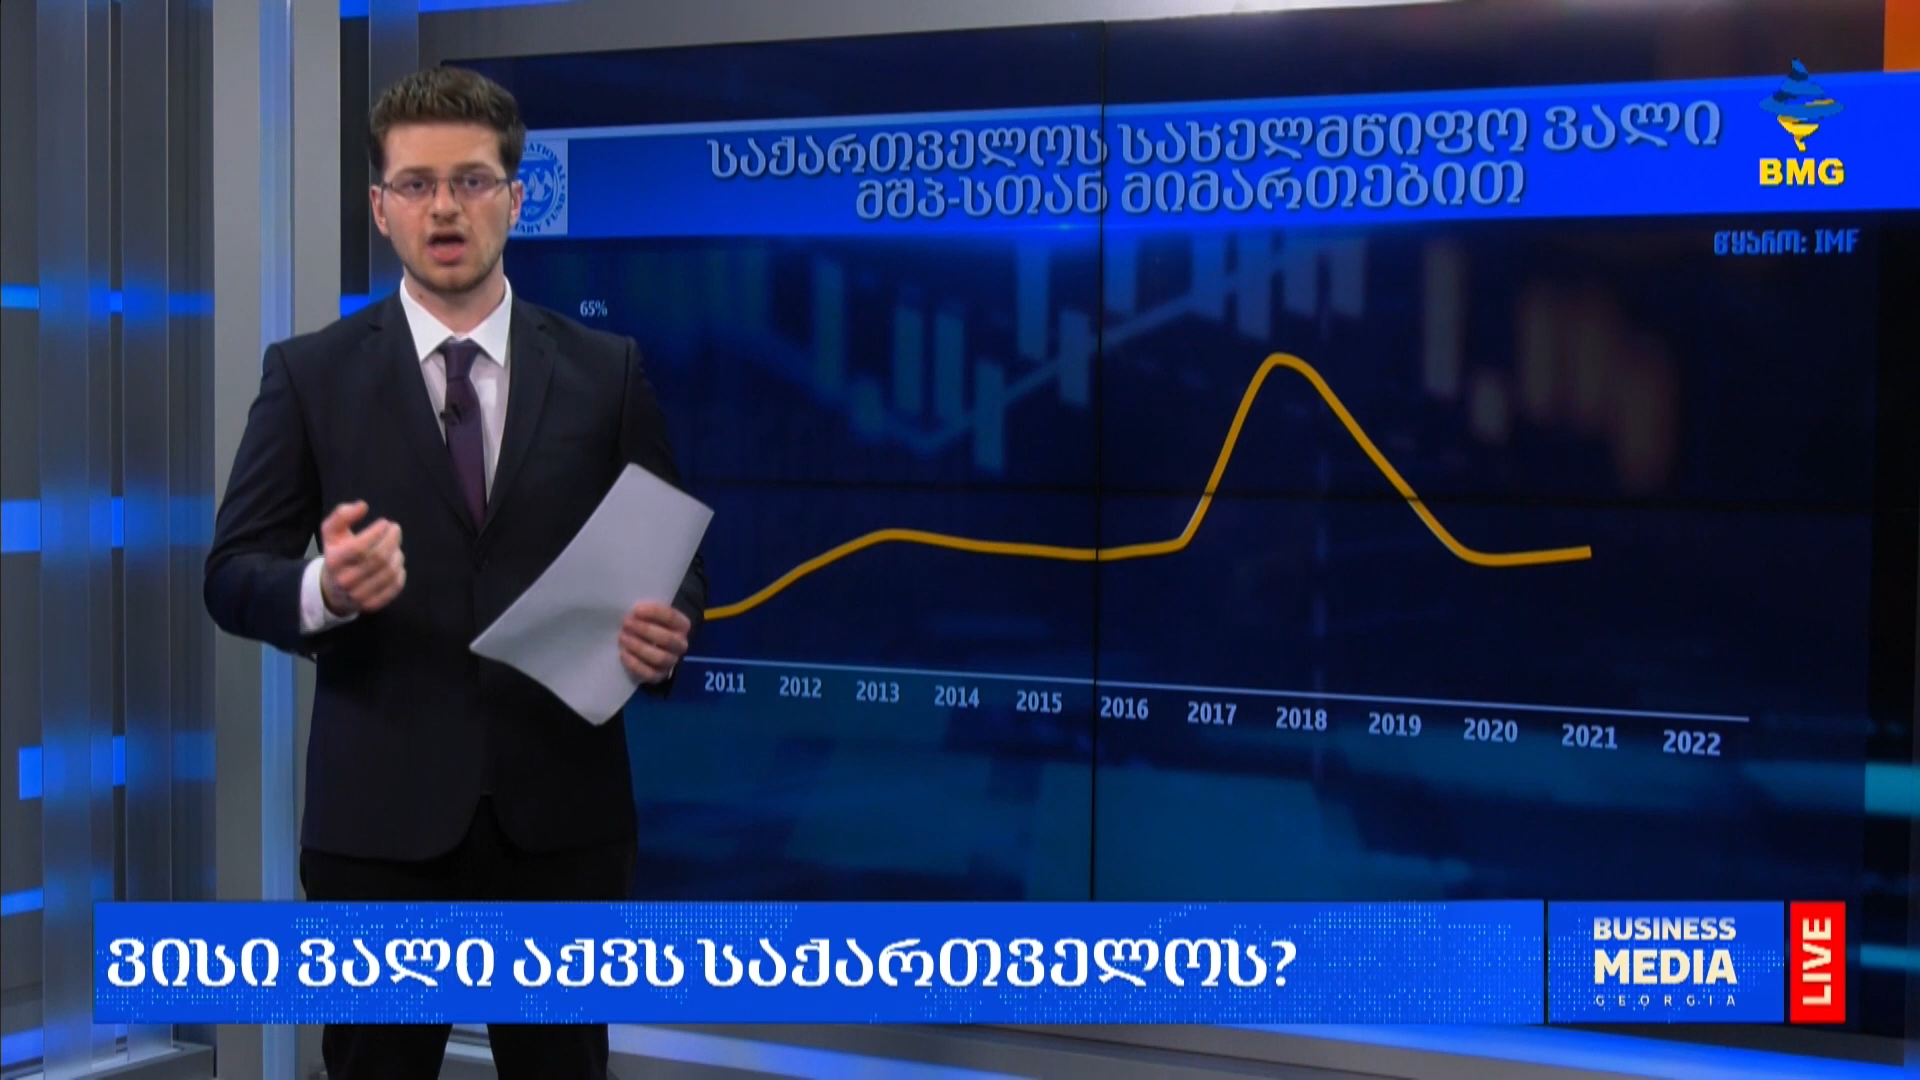 საქართველოს სახელმწიფო ვალი
მშპ-სთან მიმართებით
BMG
წყარო: IMF
65%
2011 2012 2013 2014 2015 2016 2017 2018 2019 2020 2021 2022
ვისი ვალი აქვს საქართველოს?
BUSINESS
MEDIA
GEORGIA
LIVE